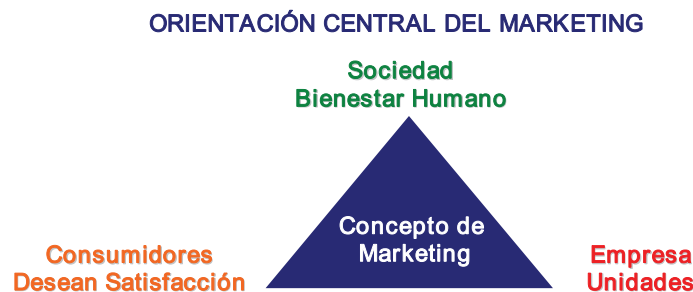 ORIENTACIÓN CENTRAL DEL MARKETING
Sociedad
Bienestar Humano
Concepto de
Marketing
Consumidores
Desean Satisfacción
Empresa
Unidades